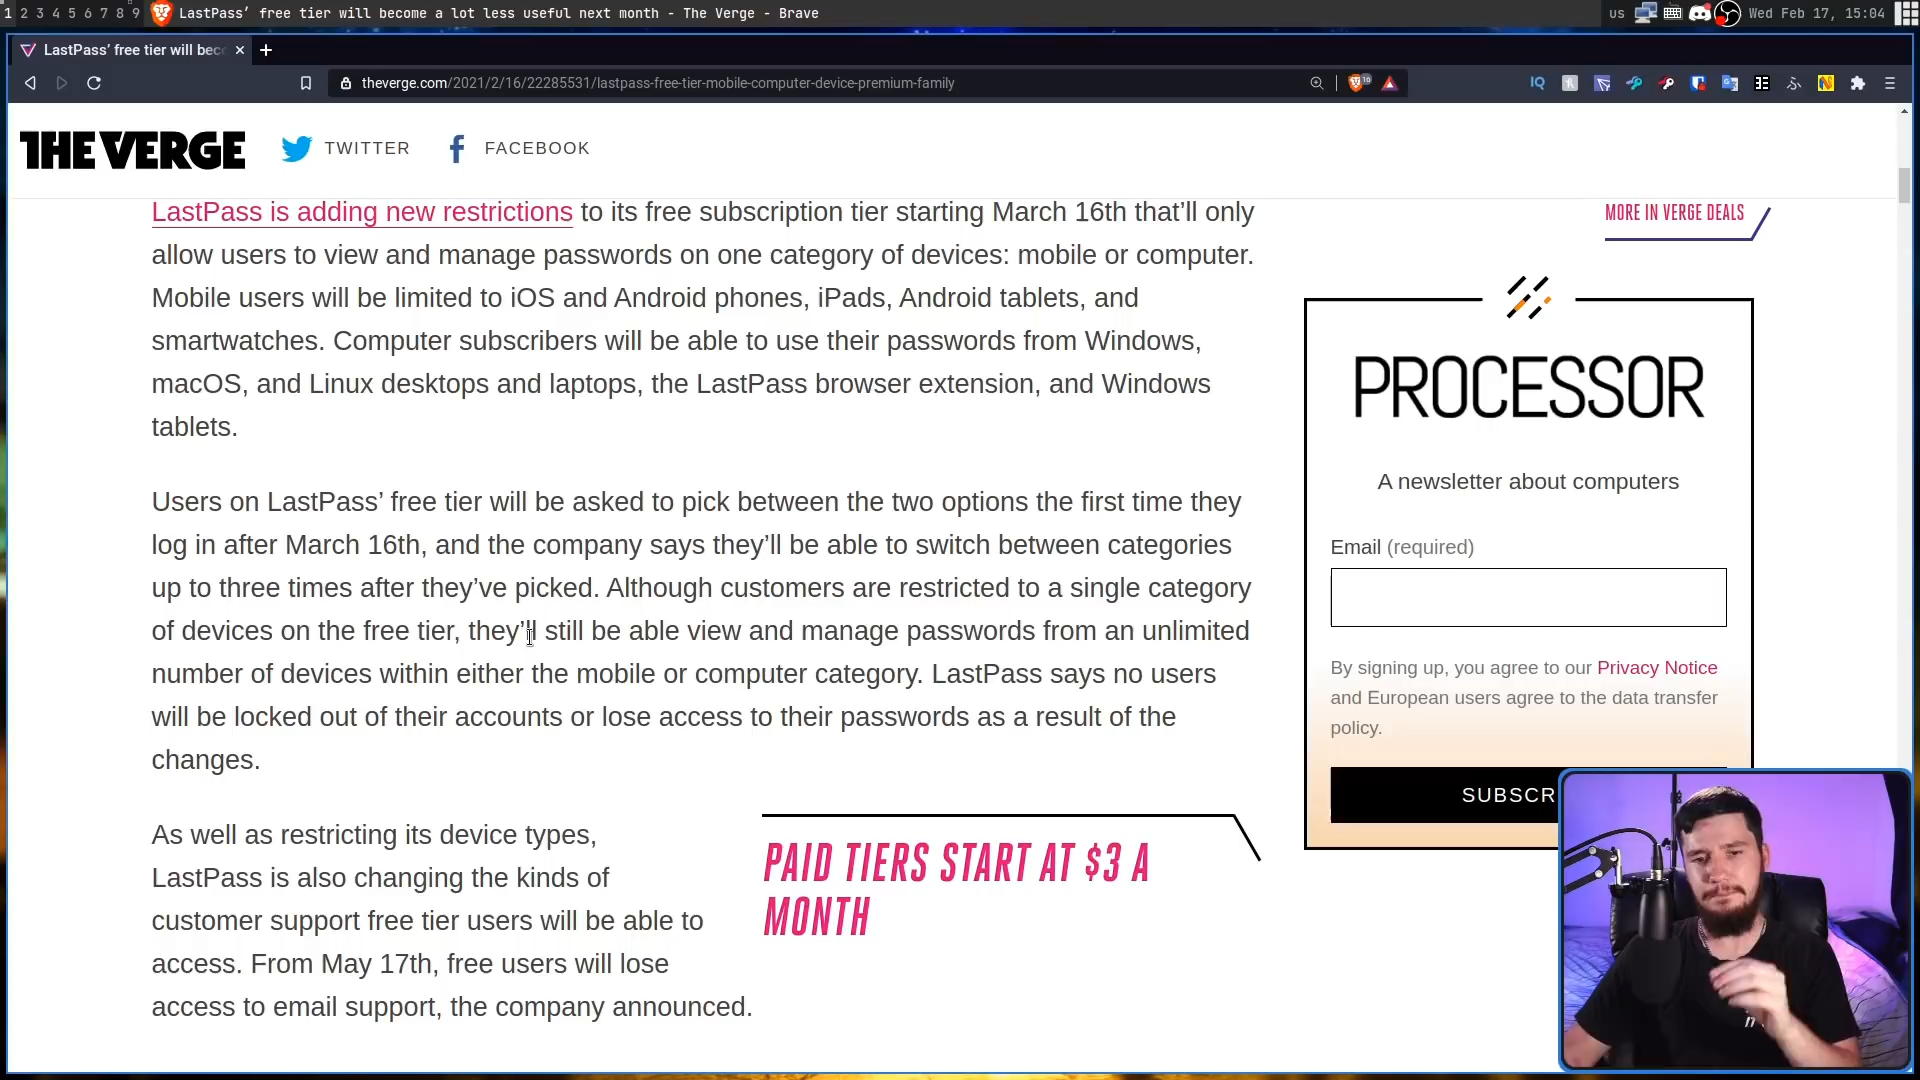 1 2 3 4 5 6 7 8 9 LastPass’ free tier will become a lot less useful next month - The Verge - Brave us Wed Feb 17, 15:04
LastPass’ free tier will bec
theverge.com/2021/2/16/22285531/lastpass-free-tier-mobile-computer-device-premium-family
THE VERGE TWITTER FACEBOOK
LastPass is adding new restrictions to its free subscription tier starting March 16th that’ll only
allow users to view and manage passwords on one category of devices: mobile or computer.
Mobile users will be limited to iOS and Android phones, iPads, Android tablets, and
smartwatches. Computer subscribers will be able to use their passwords from Windows,
macOS, and Linux desktops and laptops, the LastPass browser extension, and Windows
tablets.
Users on LastPass’ free tier will be asked to pick between the two options the first time they
log in after March 16th, and the company says they’ll be able to switch between categories
up to three times after they’ve picked. Although customers are restricted to a single category
of devices on the free tier, they’ll still be able view and manage passwords from an unlimited
number of devices within either the mobile or computer category. LastPass says no users
will be locked out of their accounts or lose access to their passwords as a result of the
changes.
As well as restricting its device types,
LastPass is also changing the kinds of
customer support free tier users will be able to
access. From May 17th, free users will lose
access to email support, the company announced.
PAID TIERS START AT $3 A
MONTH
MORE IN VERGE DEALS
PROCESSOR
A newsletter about computers
Email (required)
By signing up, you agree to our Privacy Notice
and European users agree to the data transfer
policy.
SUBSCR